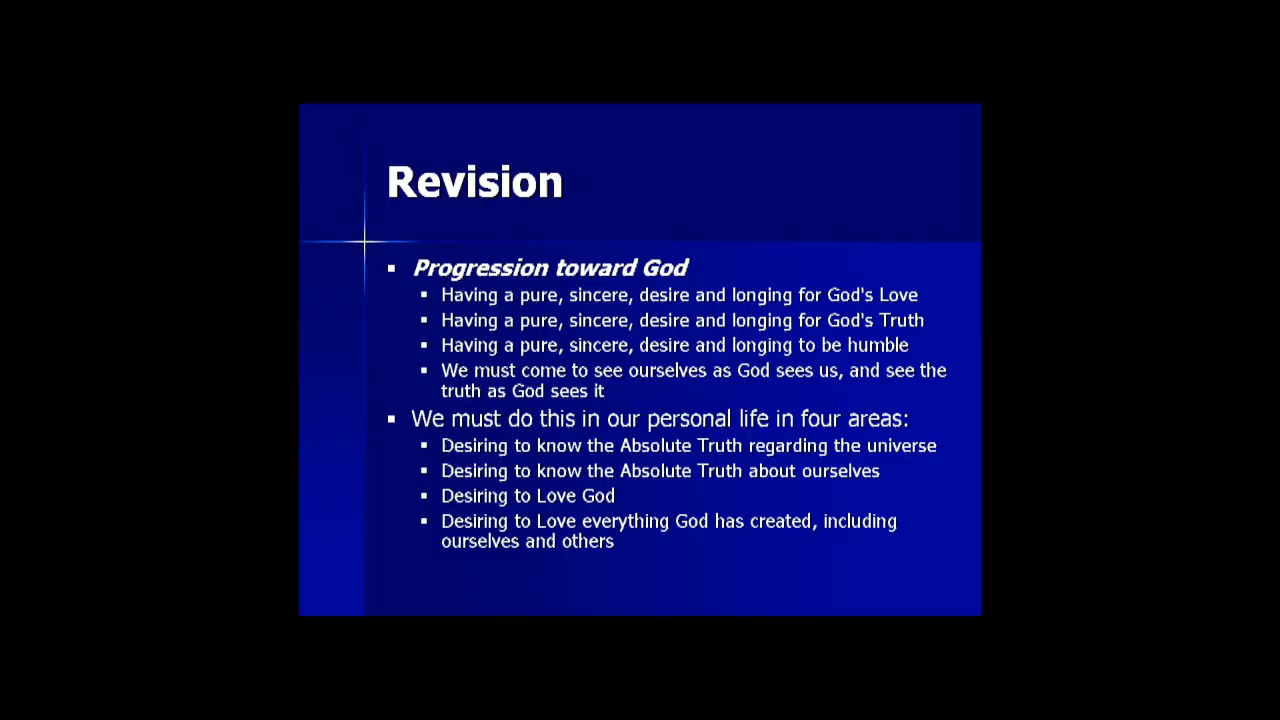 Revision
Progression toward God
Having a pure, sincere, desire and longing for God's Love
Having a pure, sincere, desire and longing for God's Truth
Having a pure, sincere, desire and longing to be humble
We must come to see ourselves as God sees us, and see the
truth as God sees it
We must do this in our personal life in four areas:
Desiring to know the Absolute Truth regarding the universe
Desiring to know the Absolute Truth about ourselves
Desiring to Love God
Desiring to Love everything God has created, including
ourselves and others